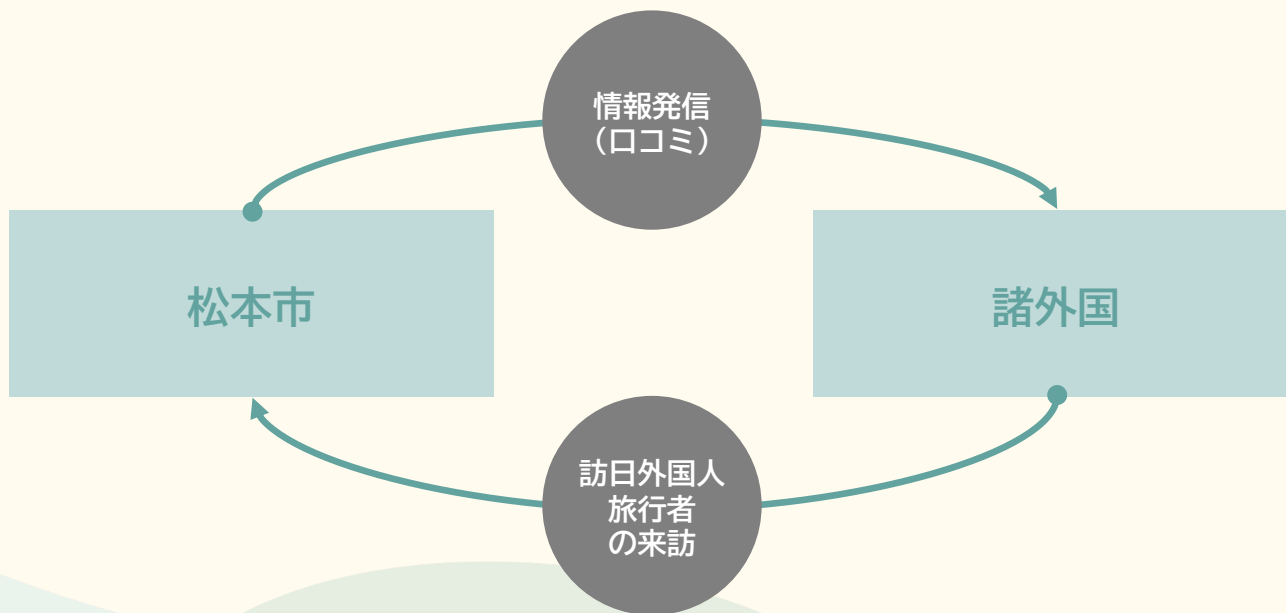 情報発信
（口コミ）
松本市
諸外国
訪日外国人
旅行者
の来訪